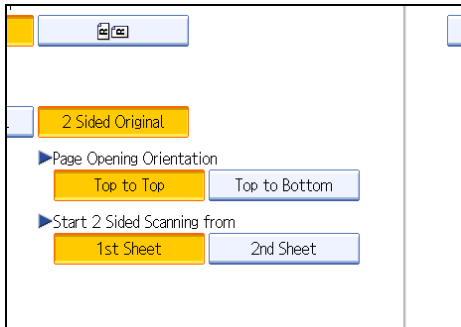 2 Sided Original
Page Opening Orientation
Top to Top Top to Bottom
Start 2 Sided Scanning from
1st Sheet 2nd Sheet